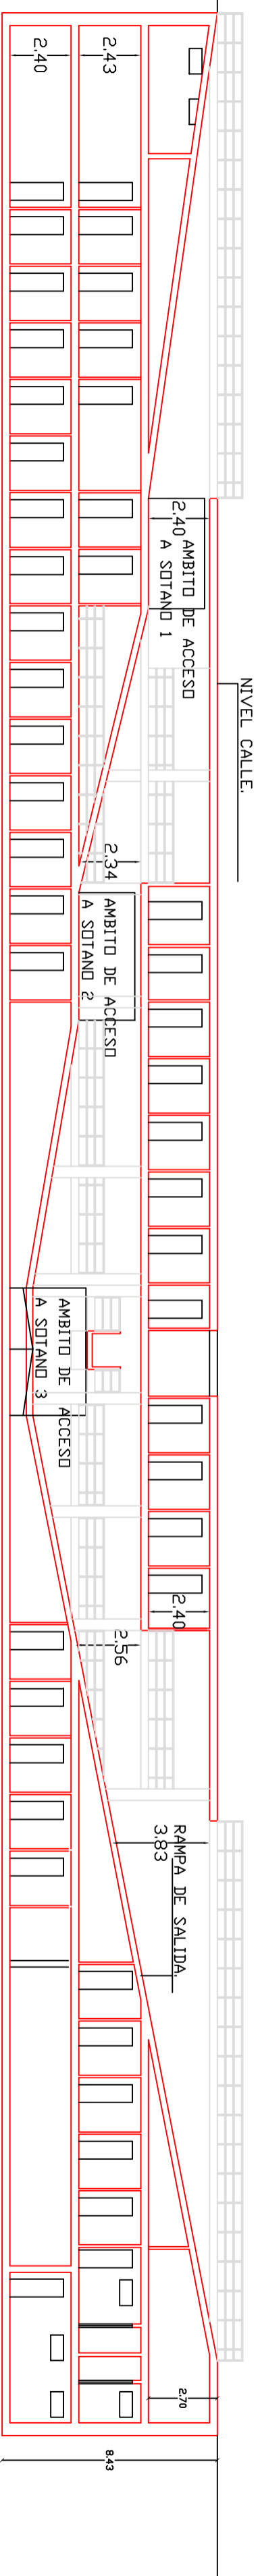 NIVEL CALLE.
2,40
2,43
2,40
AMBITO DE ACCESO
A SOTANO 1
2,34
AMBITO DE ACCESO
A SOTANO 2
AMBITO DE ACCESO
A SOTANO 3
2,40
2,56
RAMPA DE SALIDA.
3,83
2.70
8.43